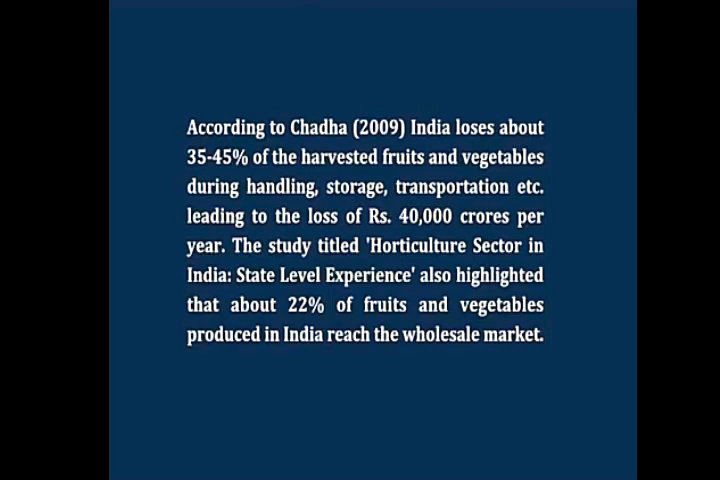 According to Chadha (2009) India loses about
35-45% of the harvested fruits and vegetables
during handling, storage, transportation etc.
leading to the loss of Rs. 40,000 crores per
year. The study titled 'Horticulture Sector in
India: State Level Experience' also highlighted
that about 22% of fruits and vegetables
produced in India reach the wholesale market.